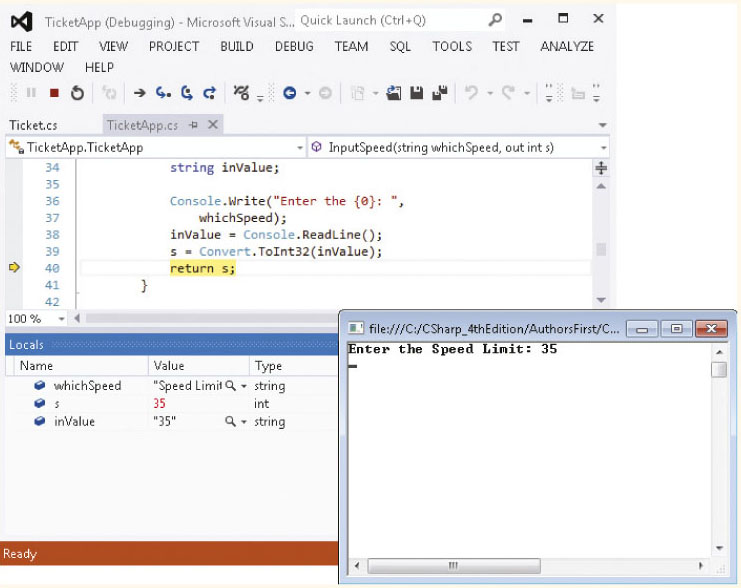 TicketApp (Debugging) - Microsoft Visual S... Quick Launch (Ctrl+Q)
FILE EDIT VIEW PROJECT BUILD DEBUG TEAM SQL TOOLS TEST ANALYZE
WINDOW HELP
Ticket.cs TicketApp.cs
TicketApp.TicketApp InputSpeed(string whichSpeed, out int s)
34 string inValue;
35
36 Console.Write("Enter the {0}: ",
37 whichSpeed);
38 inValue = Console.ReadLine();
39 s = Convert.ToInt32(inValue);
40 return s;
41 }
42
100 %
file:///C:/CSharp_4thEdition/AuthorsFirst/C...
Enter the Speed Limit: 35
Locals
Name Value Type
whichSpeed "Speed Limit string
s 35 int
inValue "35" string
Ready